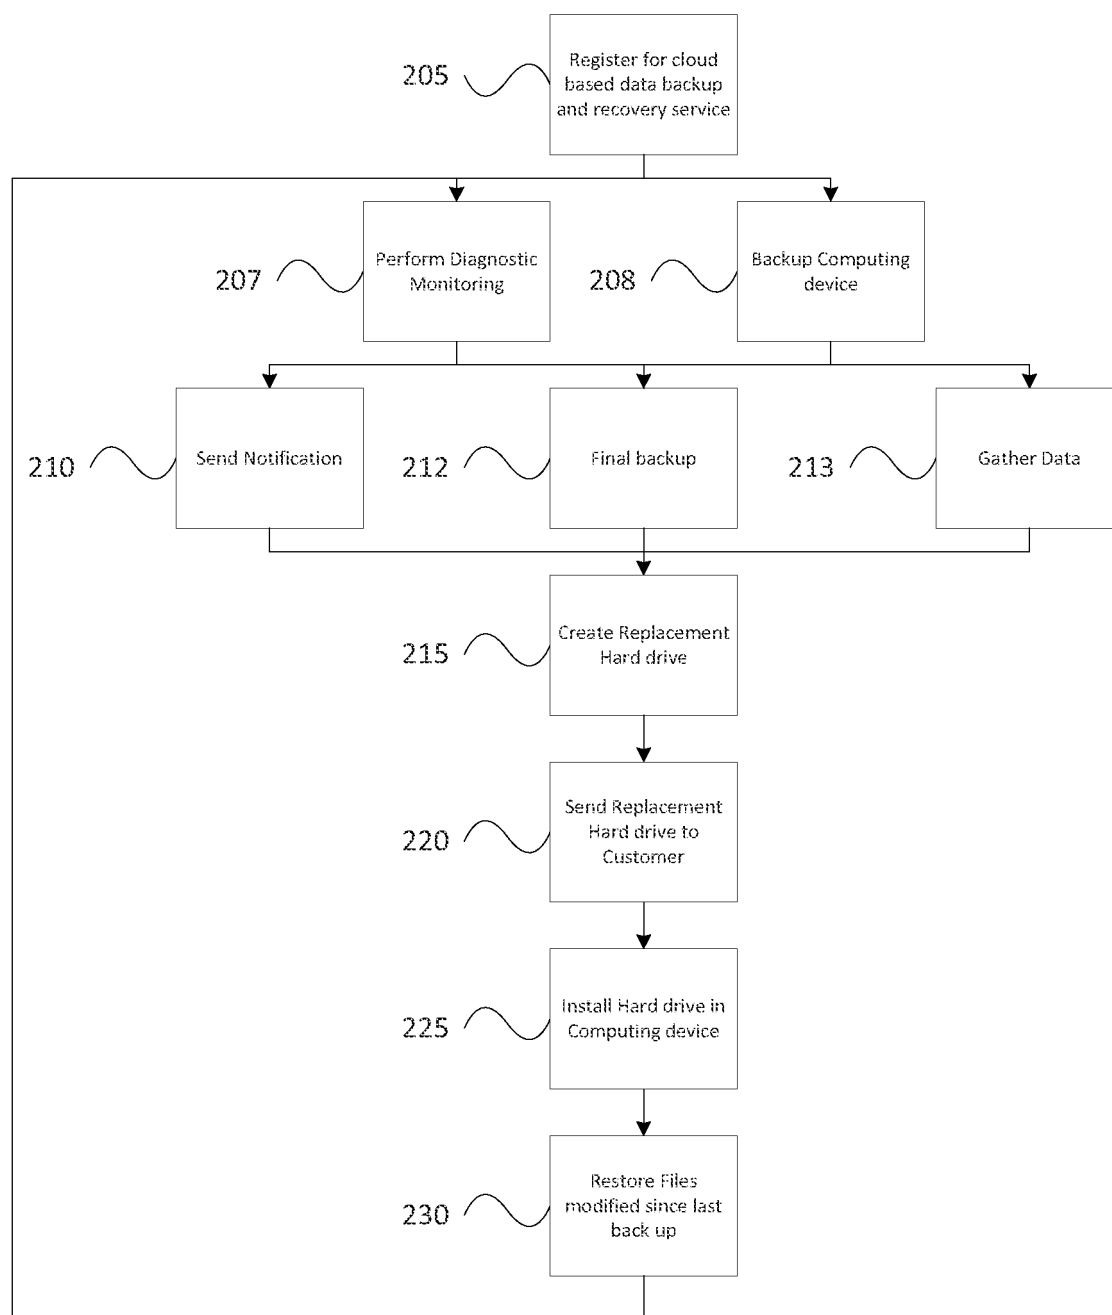 205
Register for cloud
based data backup
and recovery service
207
Perform Diagnostic
Monitoring
208
Backup Computing
device
210
Send Notification
212
Final backup
213
Gather Data
215
Create Replacement
Hard drive
220
Send Replacement
Hard drive to
Customer
225
Install Hard drive in
Computing device
230
Restore Files
modified since last
back up